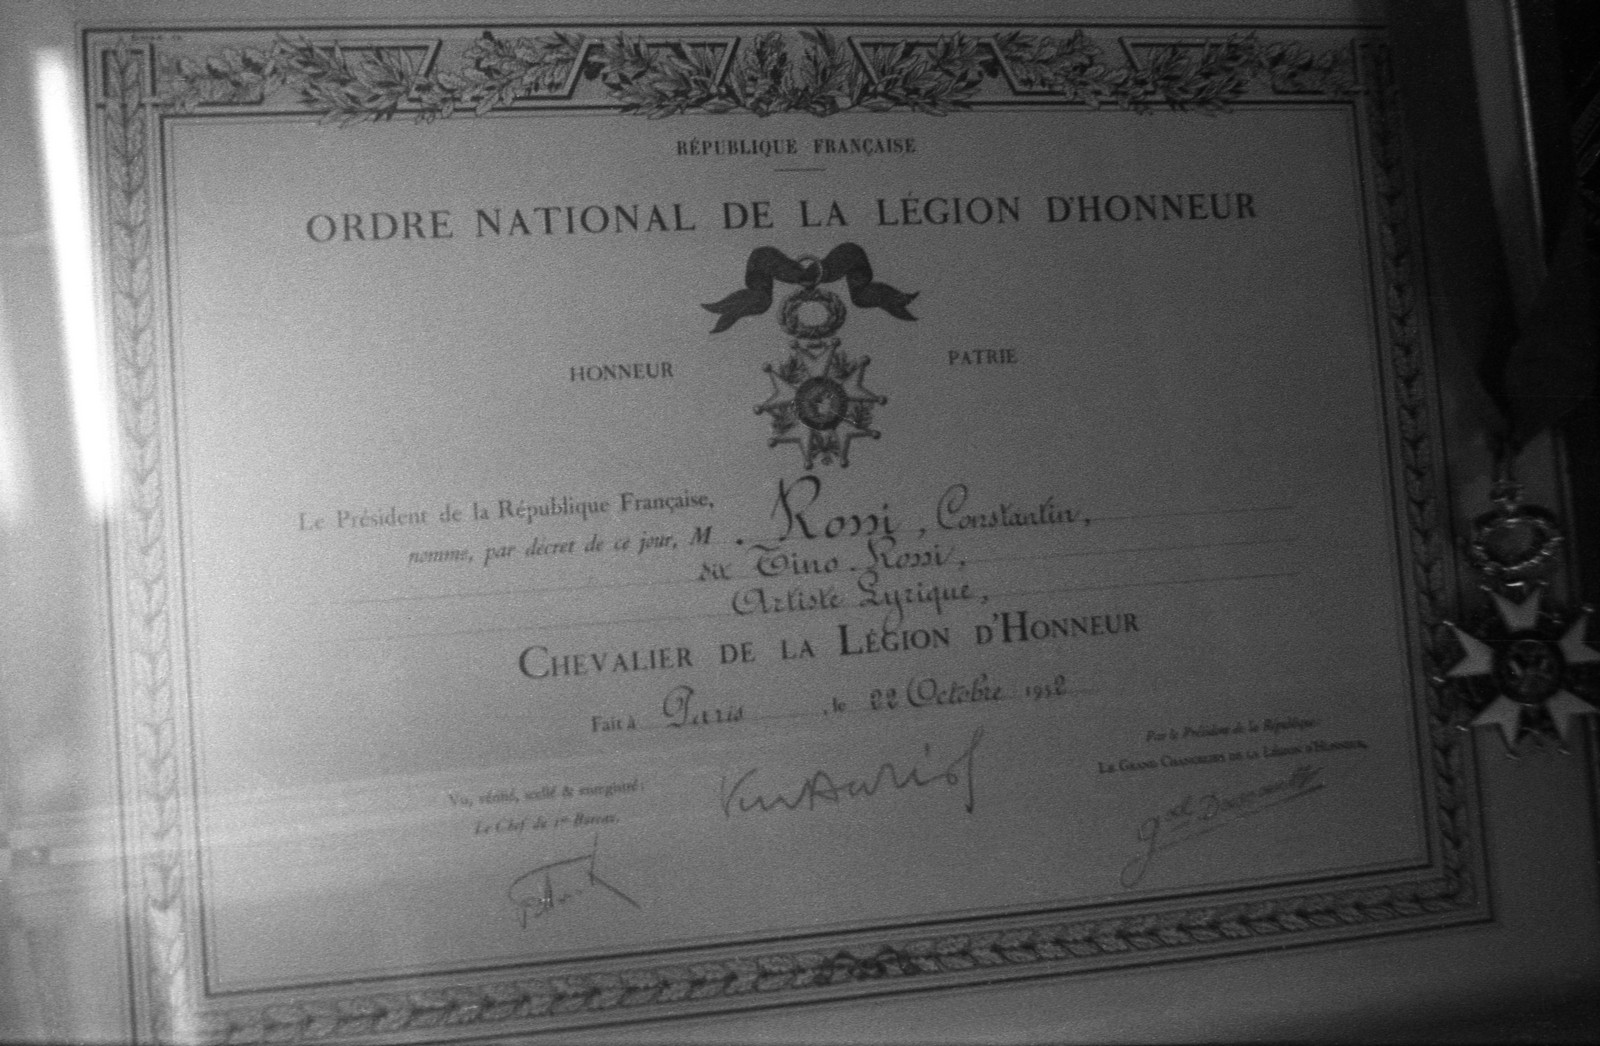 RÉPUBLIQUE FRANÇAISE
ORDRE NATIONAL DE LA LÉGION D'HONNEUR
HONNEUR PATRIE
Le Président de la République Française,
nomme, par décret de ce jour, M. Rossi, Constantin,
dit Tino Rossi,
Artiste Lyrique,
CHEVALIER DE LA LÉGION D'HONNEUR
Fait à Paris, le 22 Octobre 1952
Par le Président de la République:
LE GRAND CHANCELIER DE LA LÉGION D'HONNEUR,
Vu, vérifié, scellé & enregistré:
Le Chef du 1er Bureau,